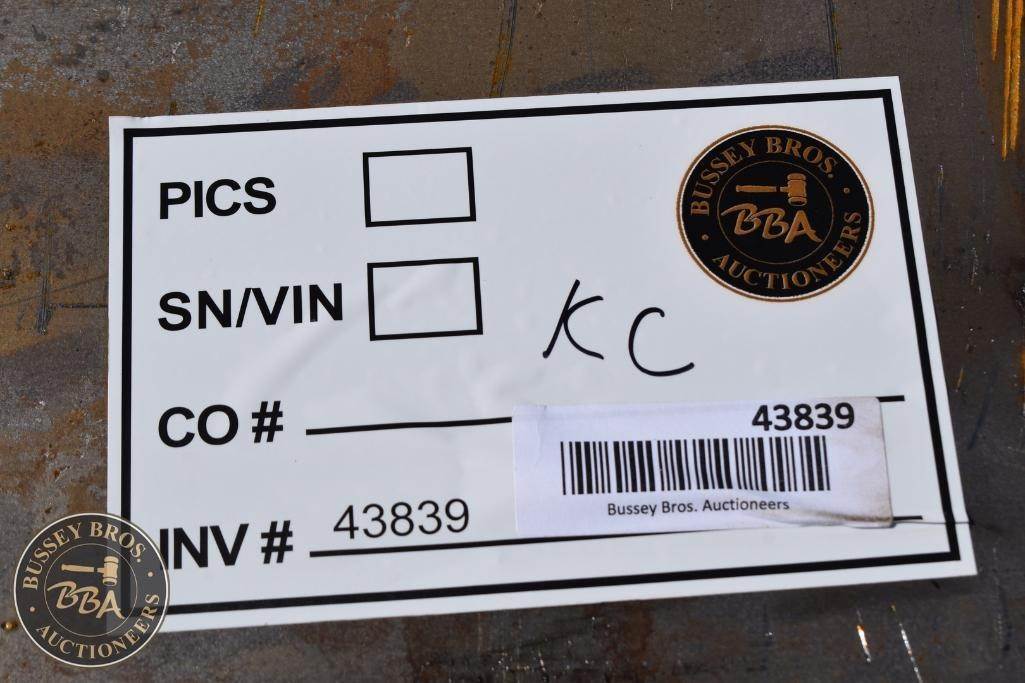 PICS
BUSSEY BROS.
BBA
AUCTIONEERS
SN/VIN
KC
CO #
43839
Bussey Bros. Auctioneers
INV # 43839
BUSSEY BROS.
BBA
AUCTIONEERS